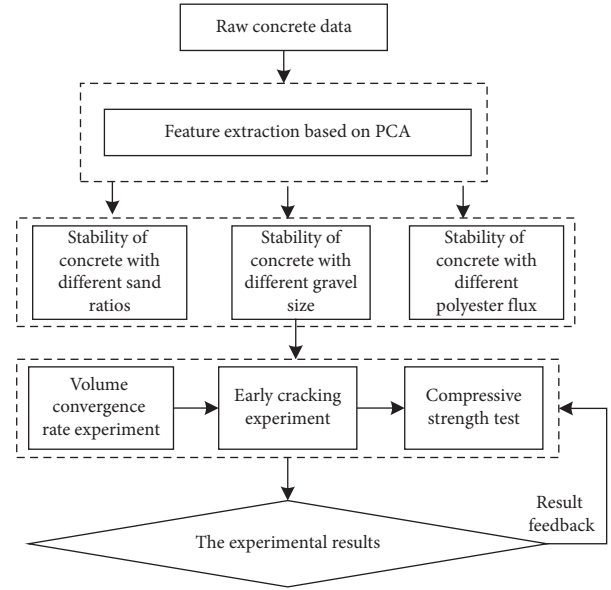 Raw concrete data
Feature extraction based on PCA
Stability of
concrete with
different sand
ratios
Stability of
concrete with
different gravel
size
Stability of
concrete with
different
polyester flux
Volume
convergence
rate experiment
Early cracking
experiment
Compressive
strength test
Result
feedback
The experimental results